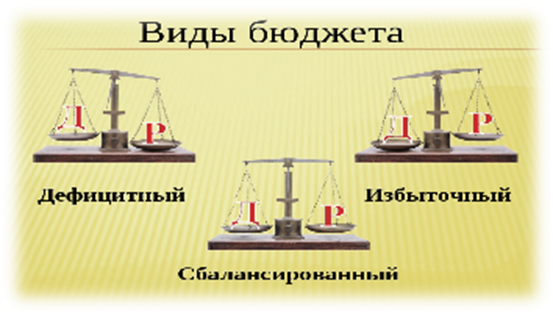 Виды бюджета
Д Р
Д Р
Дефицитный
Избыточный
Д Р
Сбалансированный